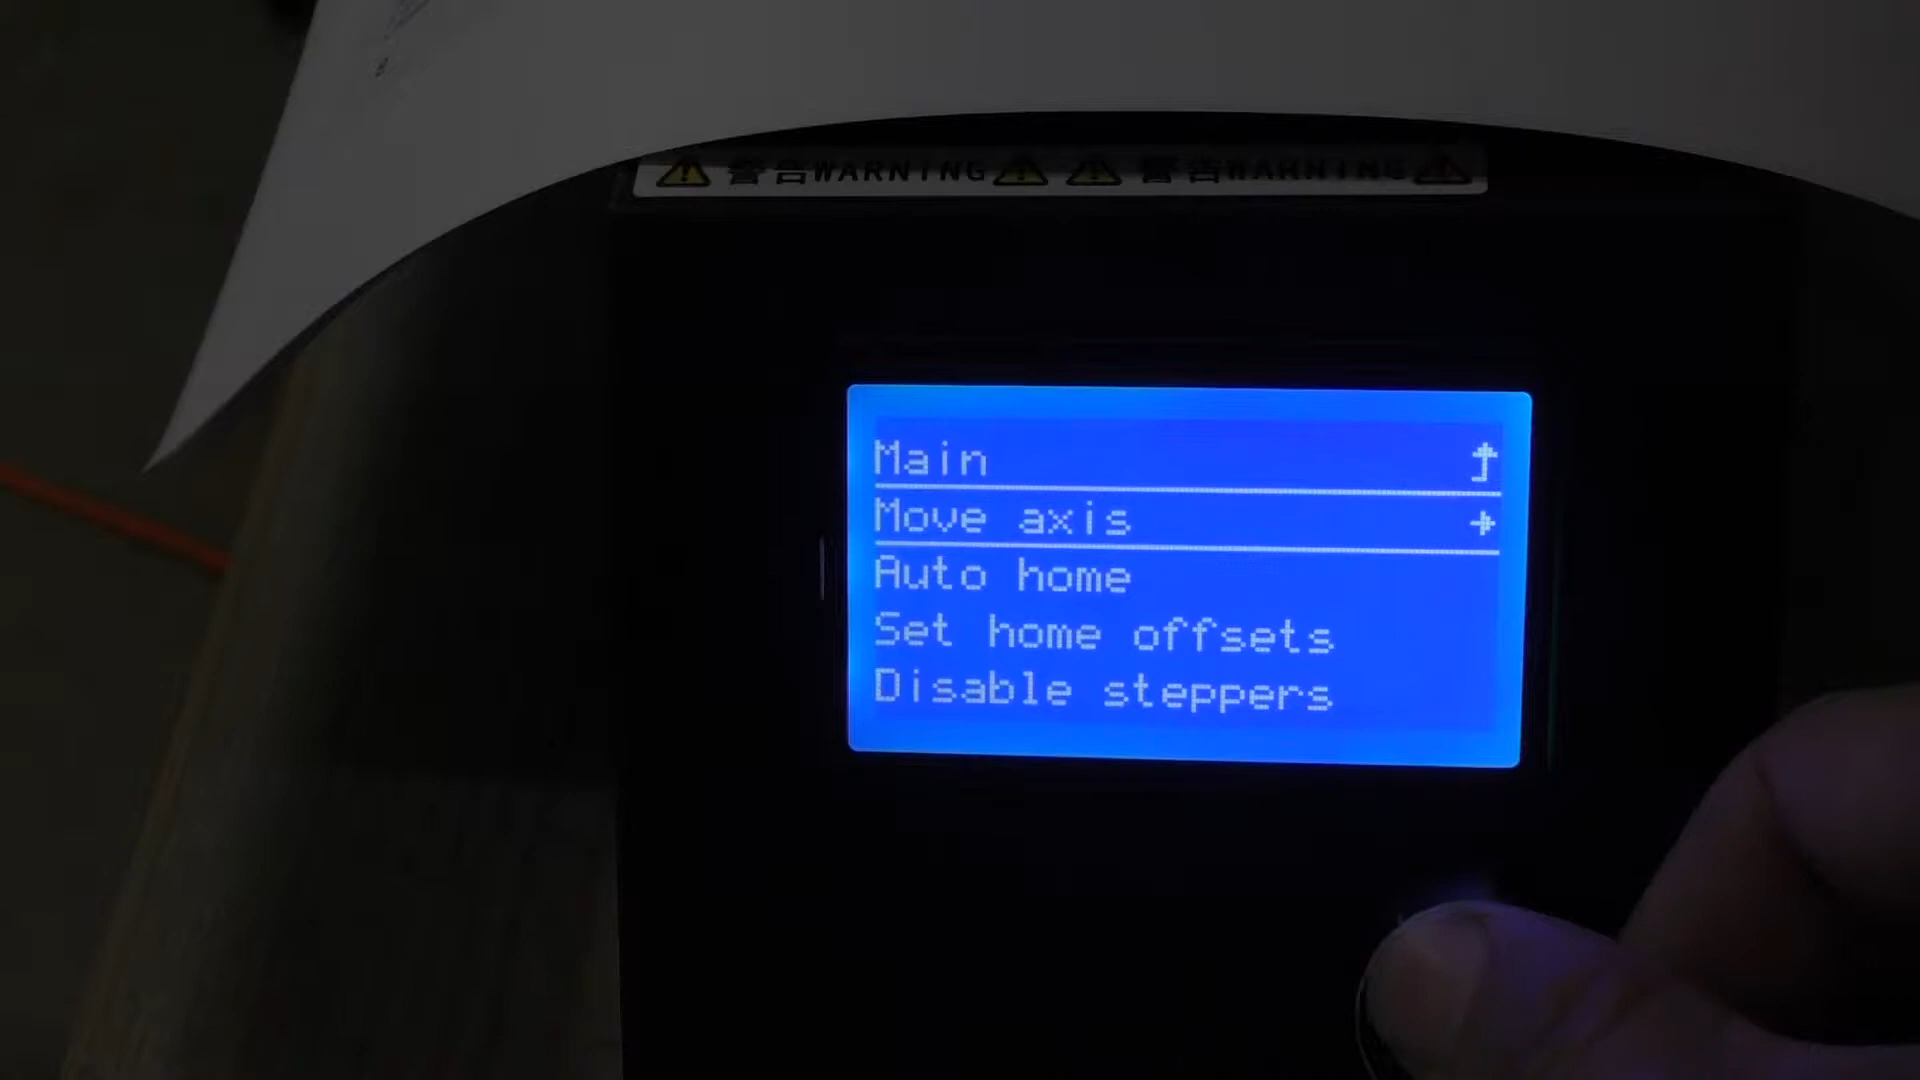 警告WARNING 警告WARNING
Main
Move axis
Auto home
Set home offsets
Disable steppers